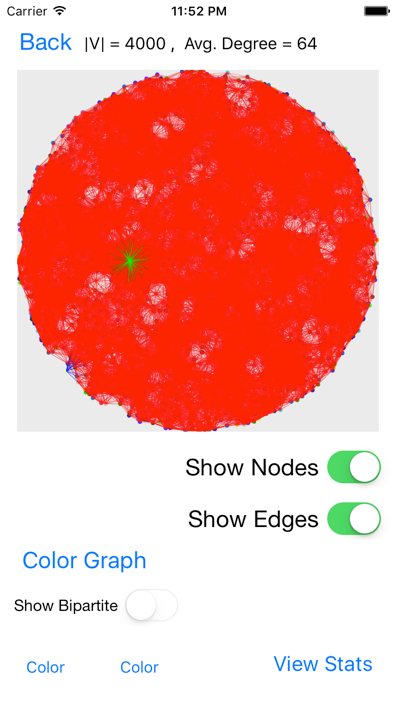 Carrier 11:52 PM
Back |V| = 4000 , Avg. Degree = 64
Show Nodes
Show Edges
Color Graph
Show Bipartite
Color Color View Stats